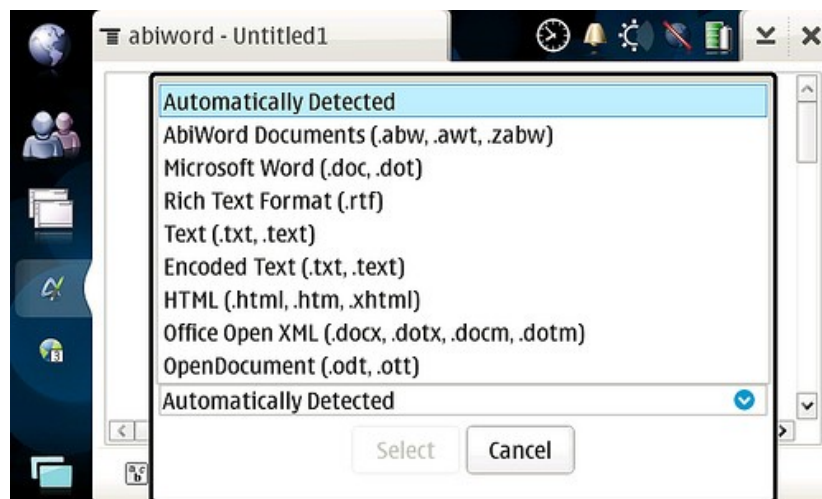 abiword - Untitled1
Automatically Detected
AbiWord Documents (.abw, .awt, .zabw)
Microsoft Word (.doc, .dot)
Rich Text Format (.rtf)
Text (.txt, .text)
Encoded Text (.txt, .text)
HTML (.html, .htm, .xhtml)
Office Open XML (.docx, .dotx, .docm, .dotm)
OpenDocument (.odt, .ott)
Automatically Detected
Select Cancel
3
a c
b